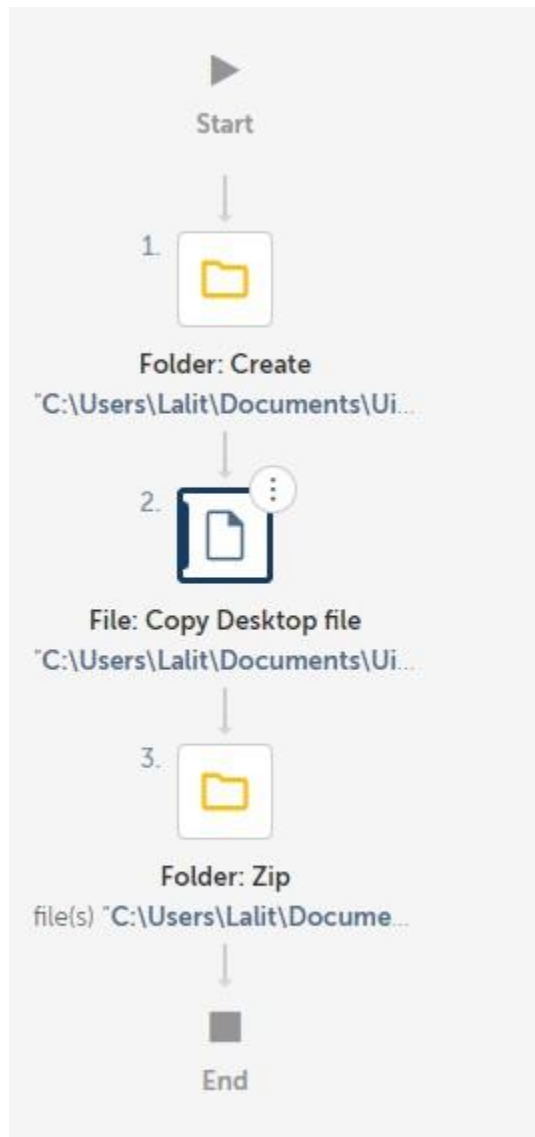 Start
1.
Folder: Create
"C:\Users\Lalit\Documents\Ui...
2.
File: Copy Desktop file
"C:\Users\Lalit\Documents\Ui...
3.
Folder: Zip
file(s) "C:\Users\Lalit\Docume...
End